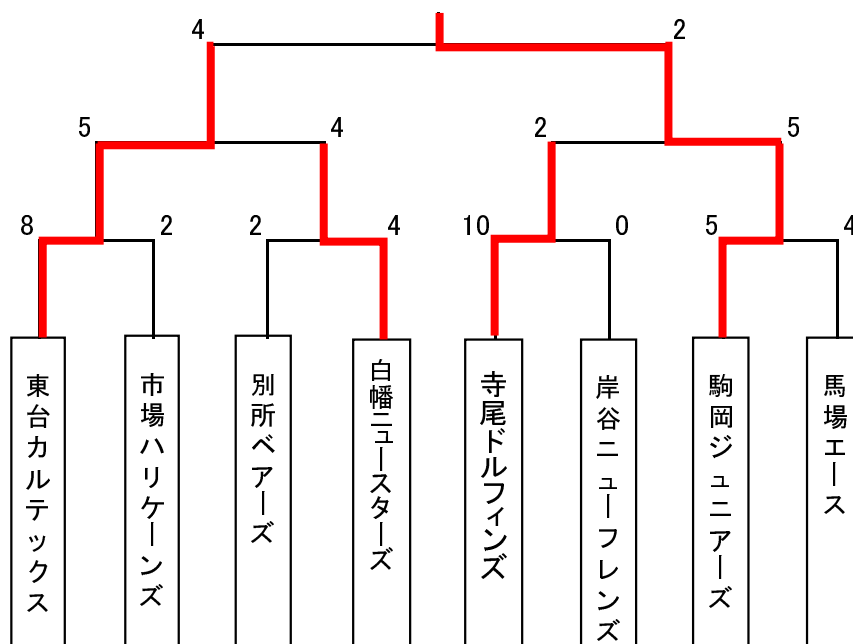 4 2
5 4 2 5
8 2 2 4 10 0 5 4
東台カルテックス
市場ハリケーンズ
別所ベアーズ
白幡ニュースターズ
寺尾ドルフィンズ
岸谷ニューフレンズ
駒岡ジュニアーズ
馬場エース